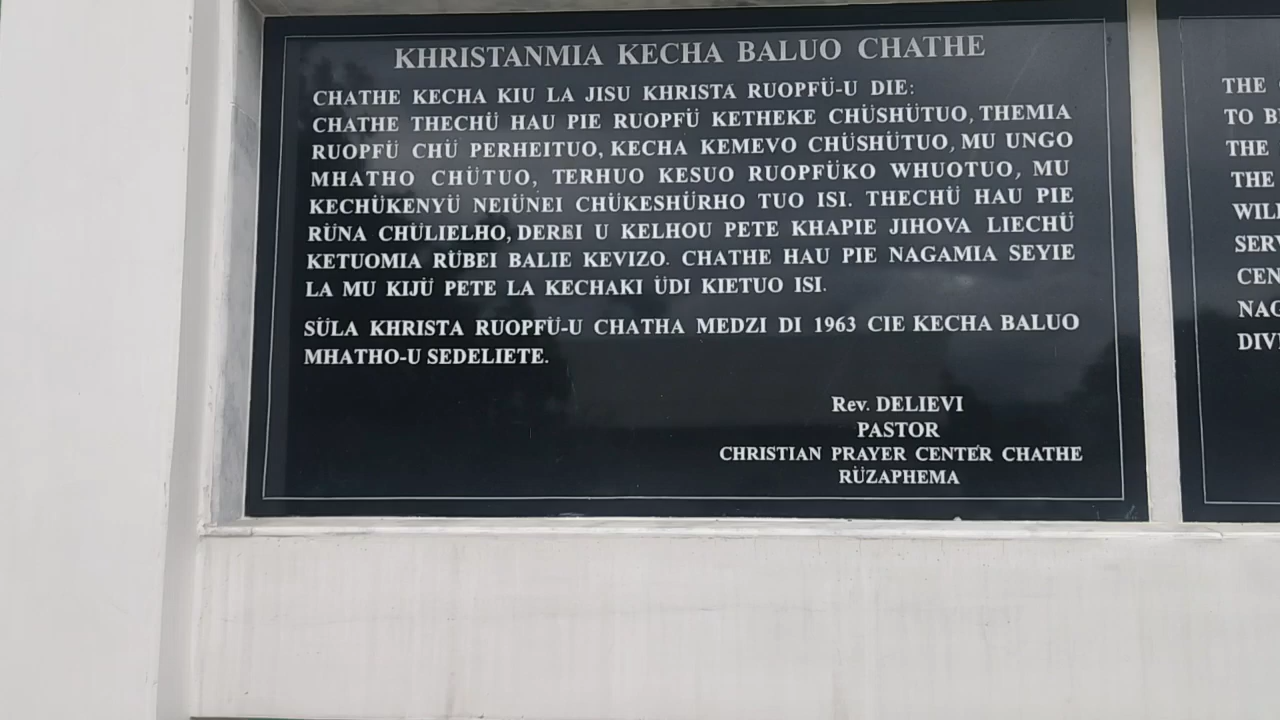 KHRISTANMIA KECHA BALUO CHATHE
CHATHE KECHA KIU LA JISU KHRISTA RUOPFÜ-U DIE:
CHATHE THECHÜ HAU PIE RUOPFÜ KETHEKE CHÜSHÜTUO, THEMIA
RUOPFÜ CHÜ PERHEITUO, KECHA KEMEVO CHÜSHÜTUO, MU UNGO
MHATHO CHÜTUO, TERHUO KESUO RUOPFÜKO WHUOTUO, MU
KECHÜKENYÜ NEIÜNEI CHÜKESHÜRHO TUO ISI. THECHÜ HAU PIE
RÜNA CHÜLIELHO, DEREI U KELHOU PETE KHAPIE JIHOVA LIECHÜ
KETUOMIA RÜBEI BALIE KEVIZO. CHATHE HAU PIE NAGAMIA SEYIE
LA MU KIJÜ PETE LA KECHAKI ÜDI KIETUO ISI.
SÜLA KHRISTA RUOPFÜ-U CHATHA MEDZI DI 1963 CIE KECHA BALUO
MHATHO-U SEDELIETE.
Rev. DELIEVI
PASTOR
CHRISTIAN PRAYER CENTER CHATHE
RÜZAPHEMA
THE
TO B
THE
THE
WIL
SER
CEN
NAG
DIV